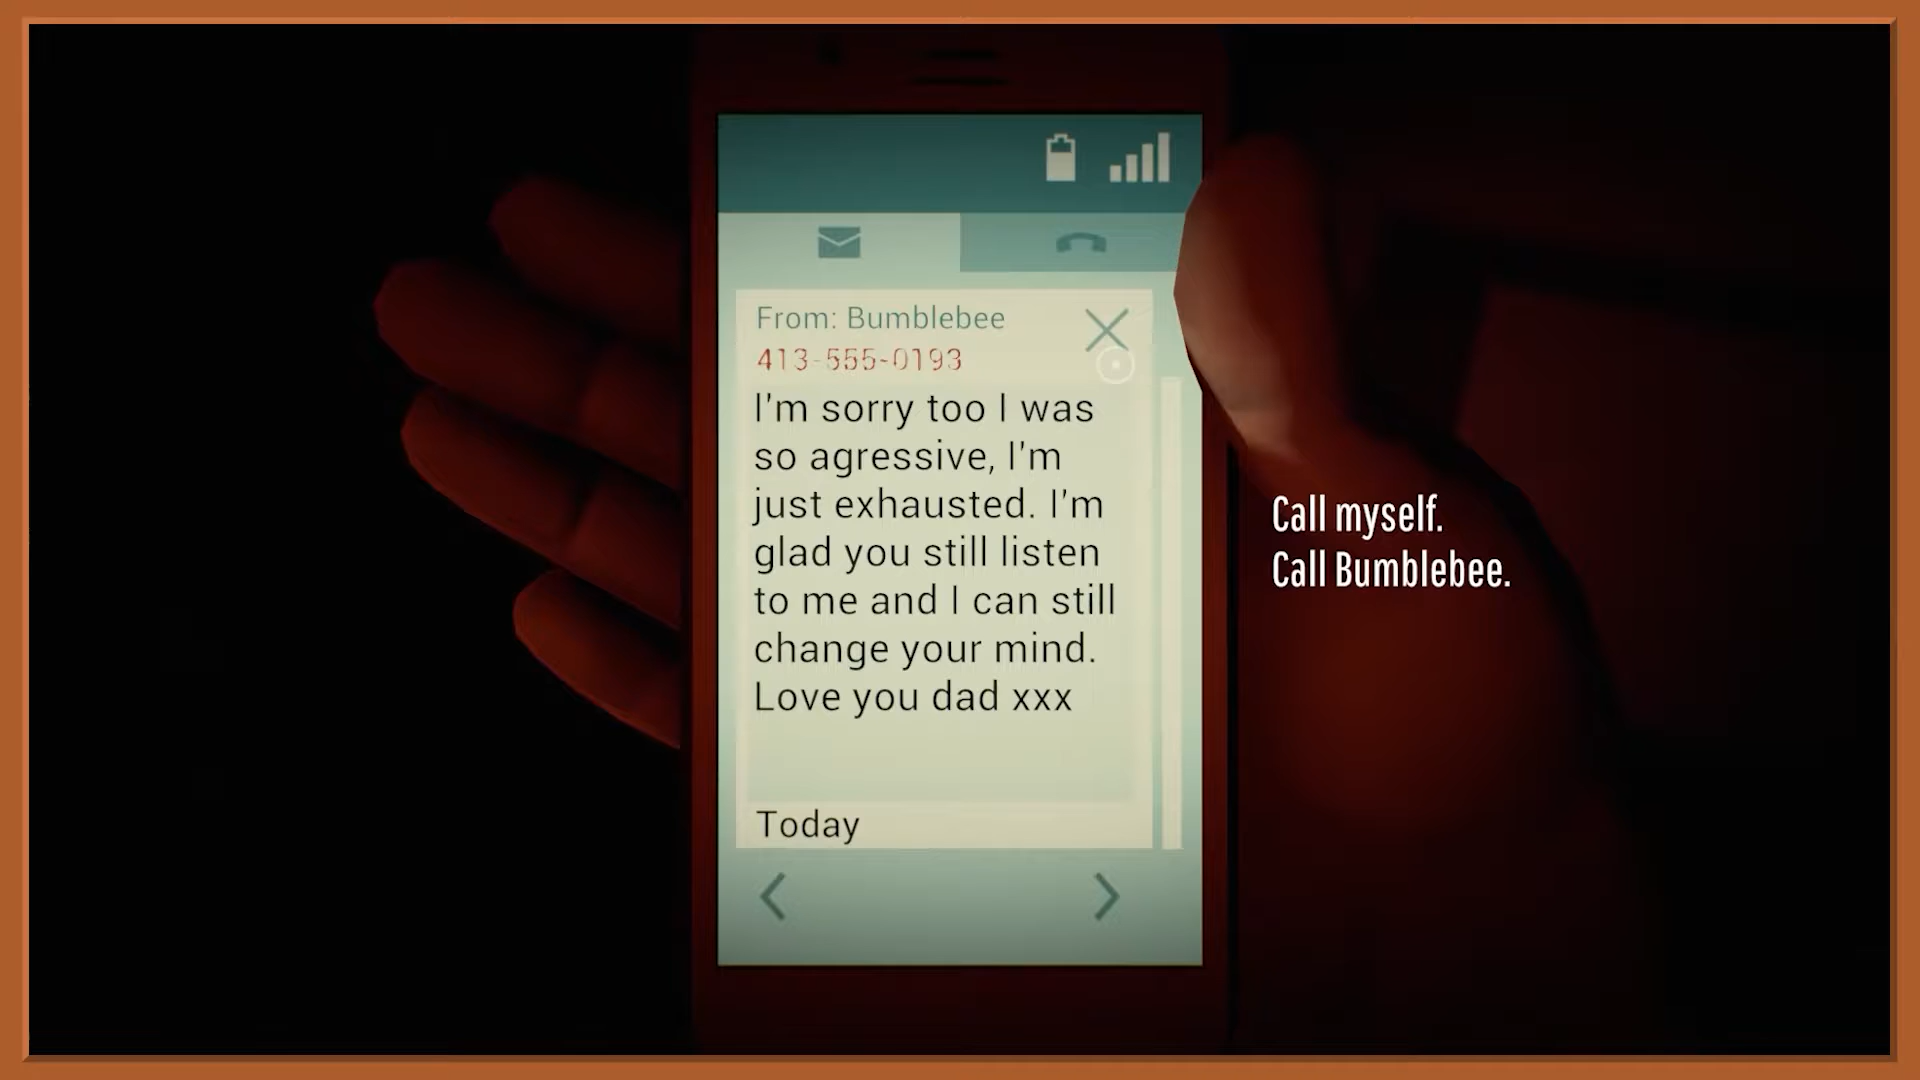 From: Bumblebee
413-555-0193
I'm sorry too I was
so agressive, I'm
just exhausted. I'm
glad you still listen
to me and I can still
change your mind.
Love you dad xxx
Today
Call myself.
Call Bumblebee.